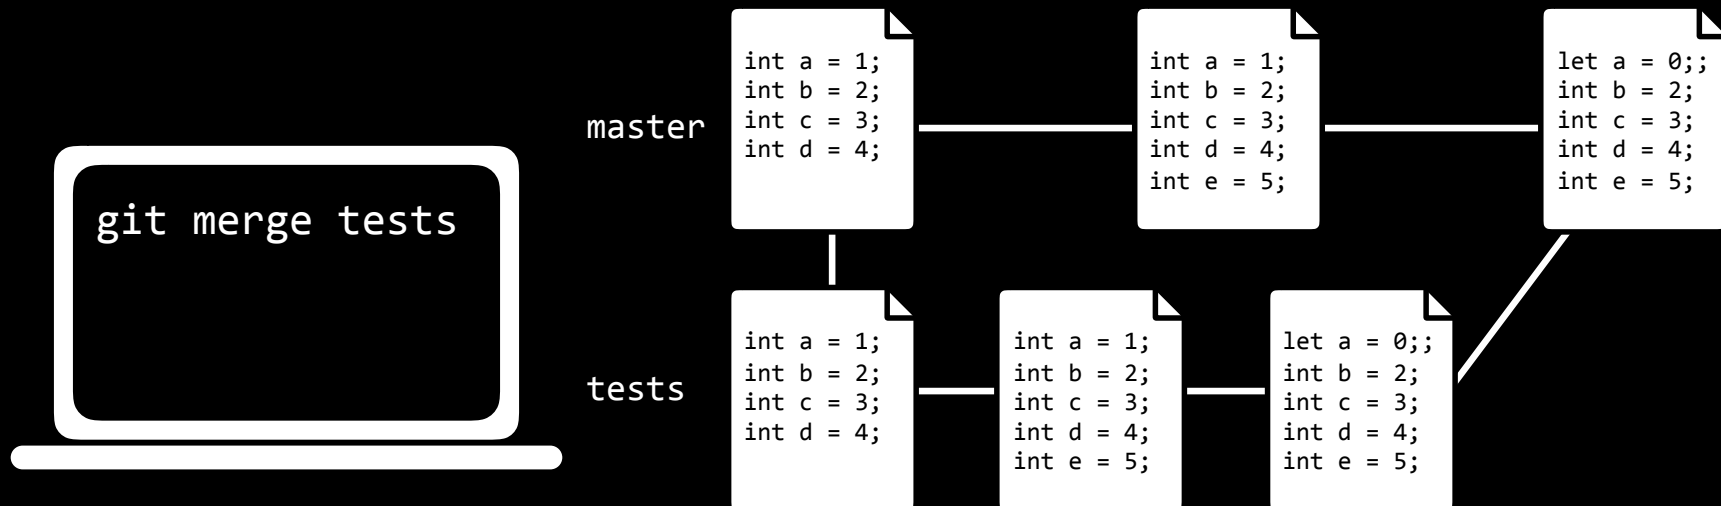 git merge tests
master
int a = 1;
int b = 2;
int c = 3;
int d = 4;
int a = 1;
int b = 2;
int c = 3;
int d = 4;
int e = 5;
let a = 0;;
int b = 2;
int c = 3;
int d = 4;
int e = 5;
tests
int a = 1;
int b = 2;
int c = 3;
int d = 4;
int a = 1;
int b = 2;
int c = 3;
int d = 4;
int e = 5;
let a = 0;;
int b = 2;
int c = 3;
int d = 4;
int e = 5;